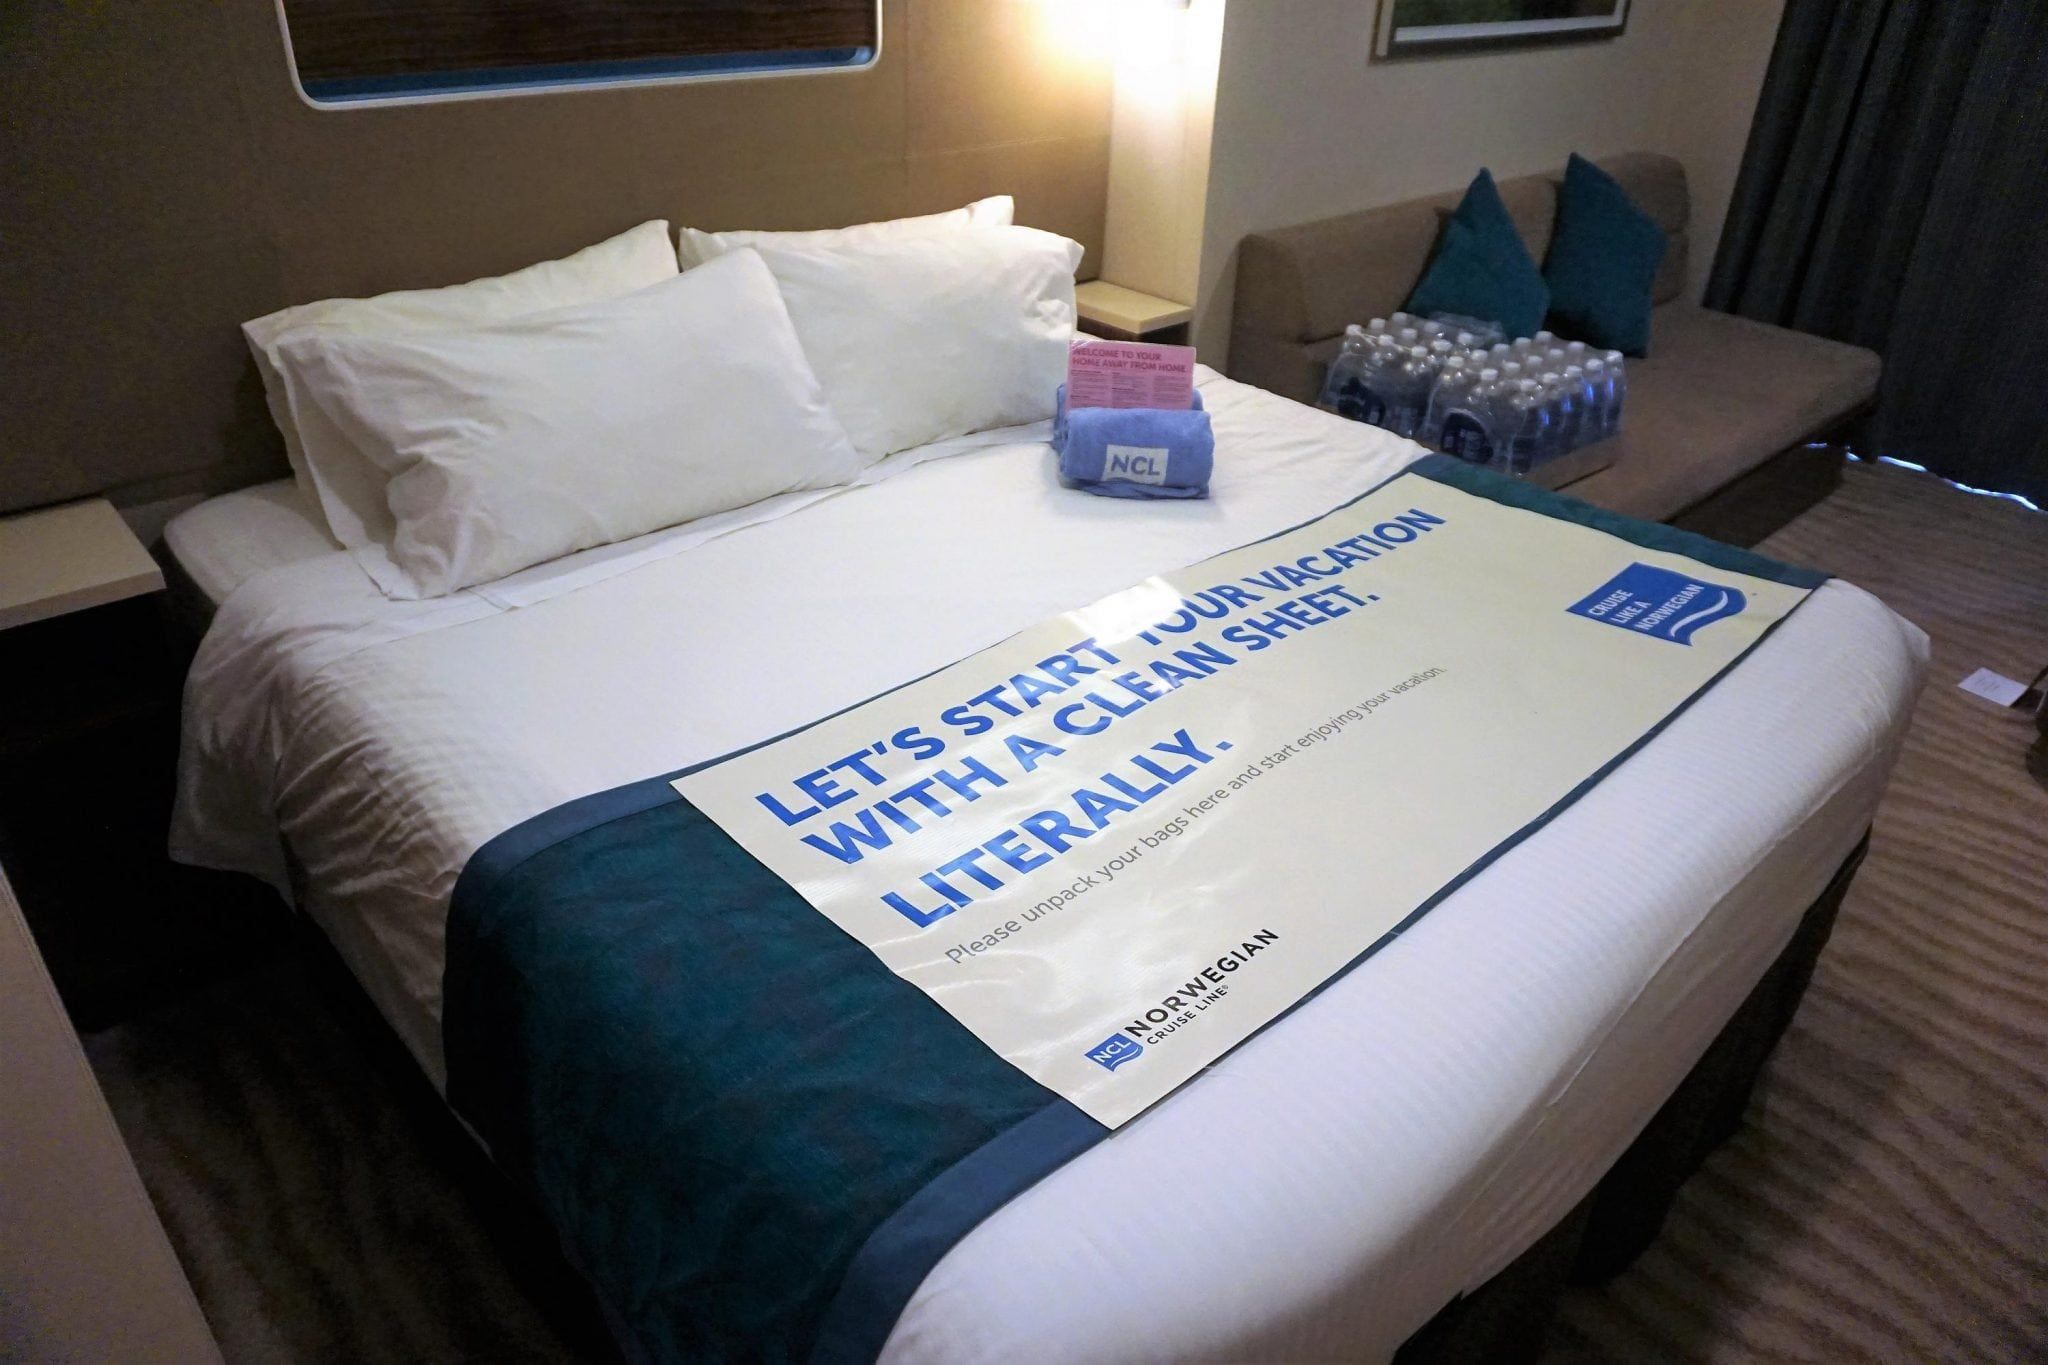 WELCOME TO YOUR
HOME AWAY FROM HOME
NCL
LET'S START YOUR VACATION
WITH A CLEAN SHEET.
LITERALLY.
Please unpack your bags here and start enjoying your vacation.
CRUISE
LIKE A
NORWEGIAN
NCL
NORWEGIAN
CRUISE LINE®